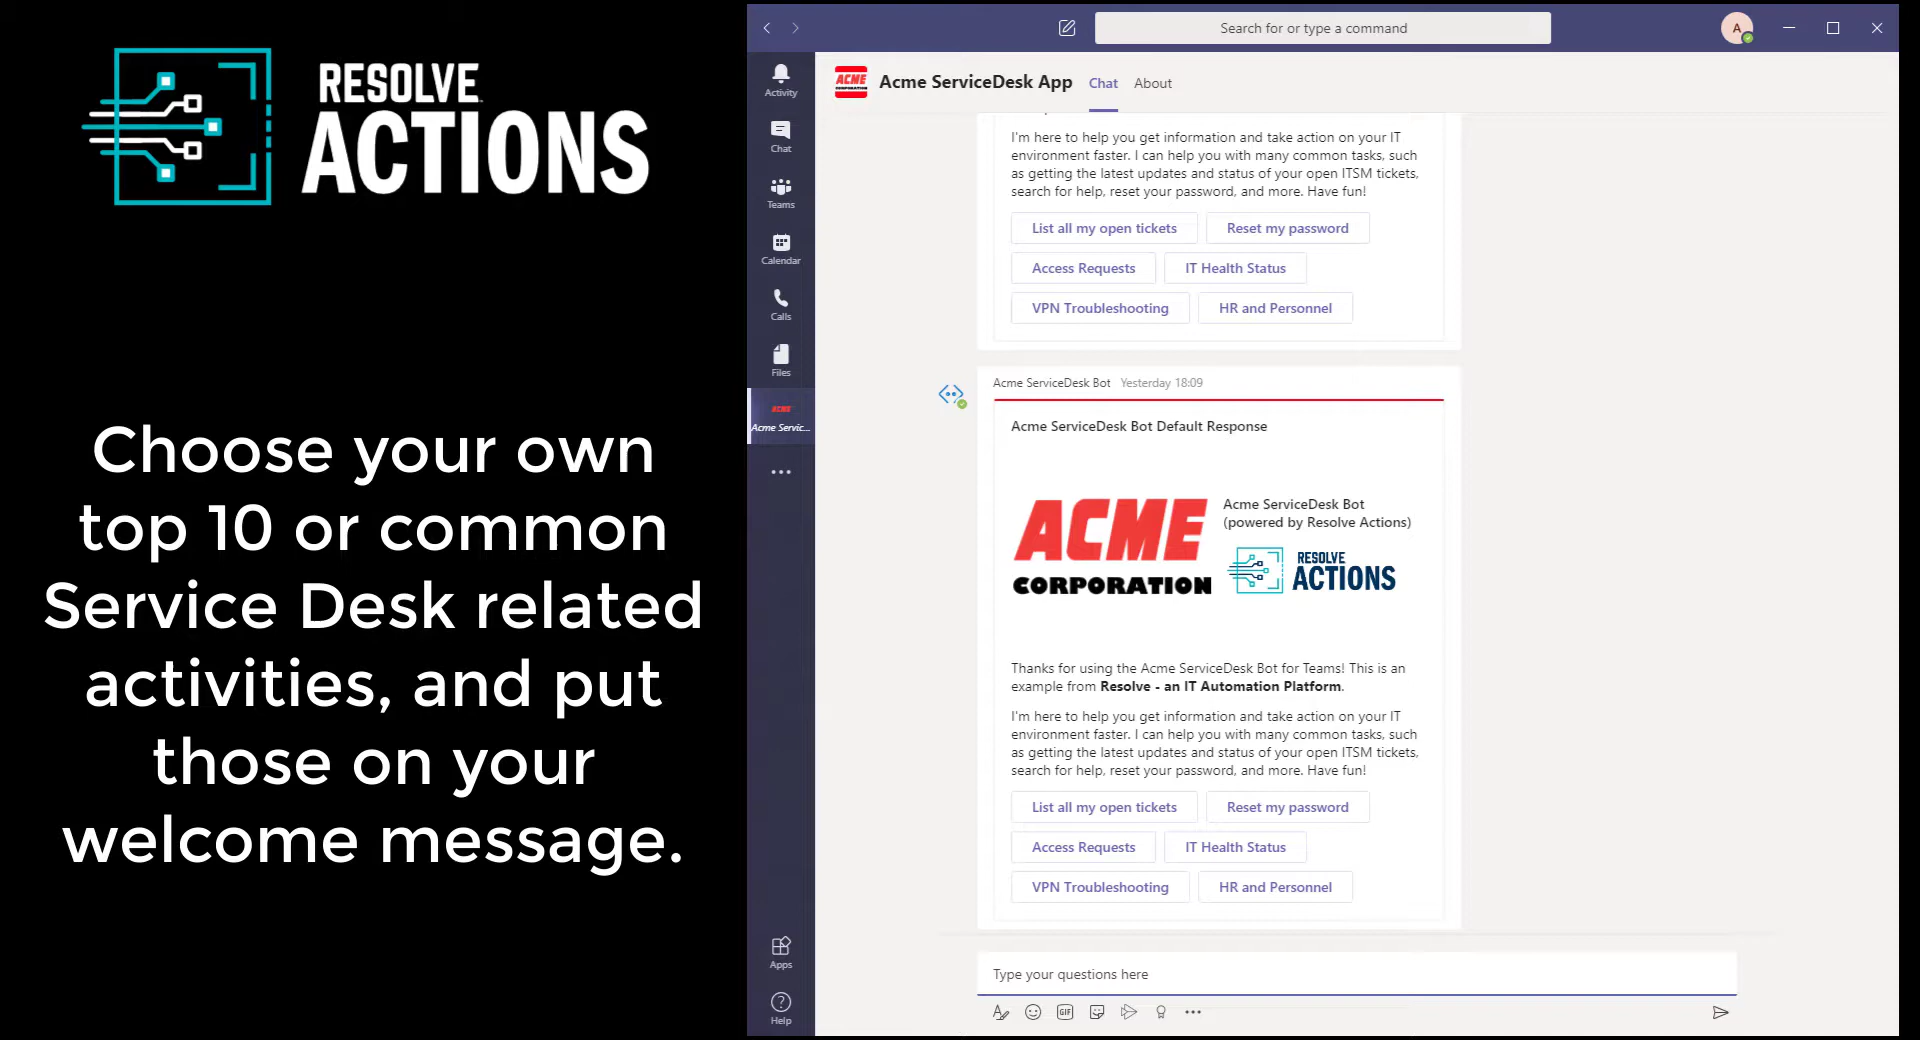 RESOLVE
ACTIONS
Choose your own
top 10 or common
Service Desk related
activities, and put
those on your
welcome message.
Search for or type a command
A
Activity
Chat
Teams
Calendar
Calls
Files
ACME
Acme Servic...
Apps
Help
ACME
CORPORATION
Acme ServiceDesk App
Chat
About
I'm here to help you get information and take action on your IT
environment faster. I can help you with many common tasks, such
as getting the latest updates and status of your open ITSM tickets,
search for help, reset your password, and more. Have fun!
List all my open tickets
Reset my password
Access Requests
IT Health Status
VPN Troubleshooting
HR and Personnel
Acme ServiceDesk Bot Yesterday 18:09
Acme ServiceDesk Bot Default Response
ACME
CORPORATION
Acme ServiceDesk Bot
(powered by Resolve Actions)
RESOLVE
ACTIONS
Thanks for using the Acme ServiceDesk Bot for Teams! This is an
example from Resolve - an IT Automation Platform.
I'm here to help you get information and take action on your IT
environment faster. I can help you with many common tasks, such
as getting the latest updates and status of your open ITSM tickets,
search for help, reset your password, and more. Have fun!
List all my open tickets
Reset my password
Access Requests
IT Health Status
VPN Troubleshooting
HR and Personnel
Type your questions here
GIF